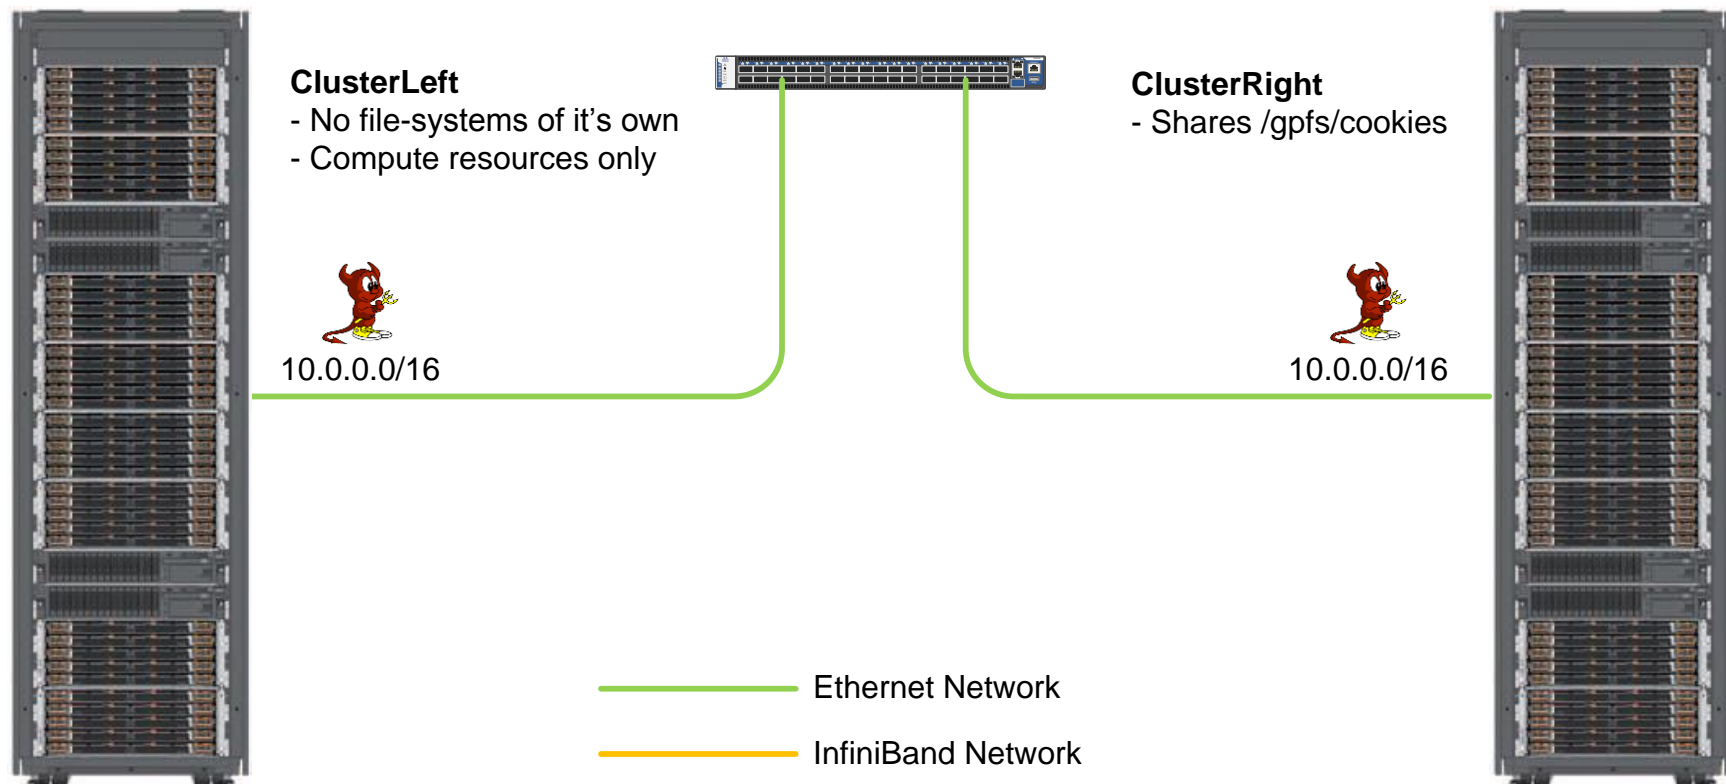 ClusterLeft
- No file-systems of it’s own
- Compute resources only
ClusterRight
- Shares /gpfs/cookies
10.0.0.0/16
10.0.0.0/16
Ethernet Network
InfiniBand Network